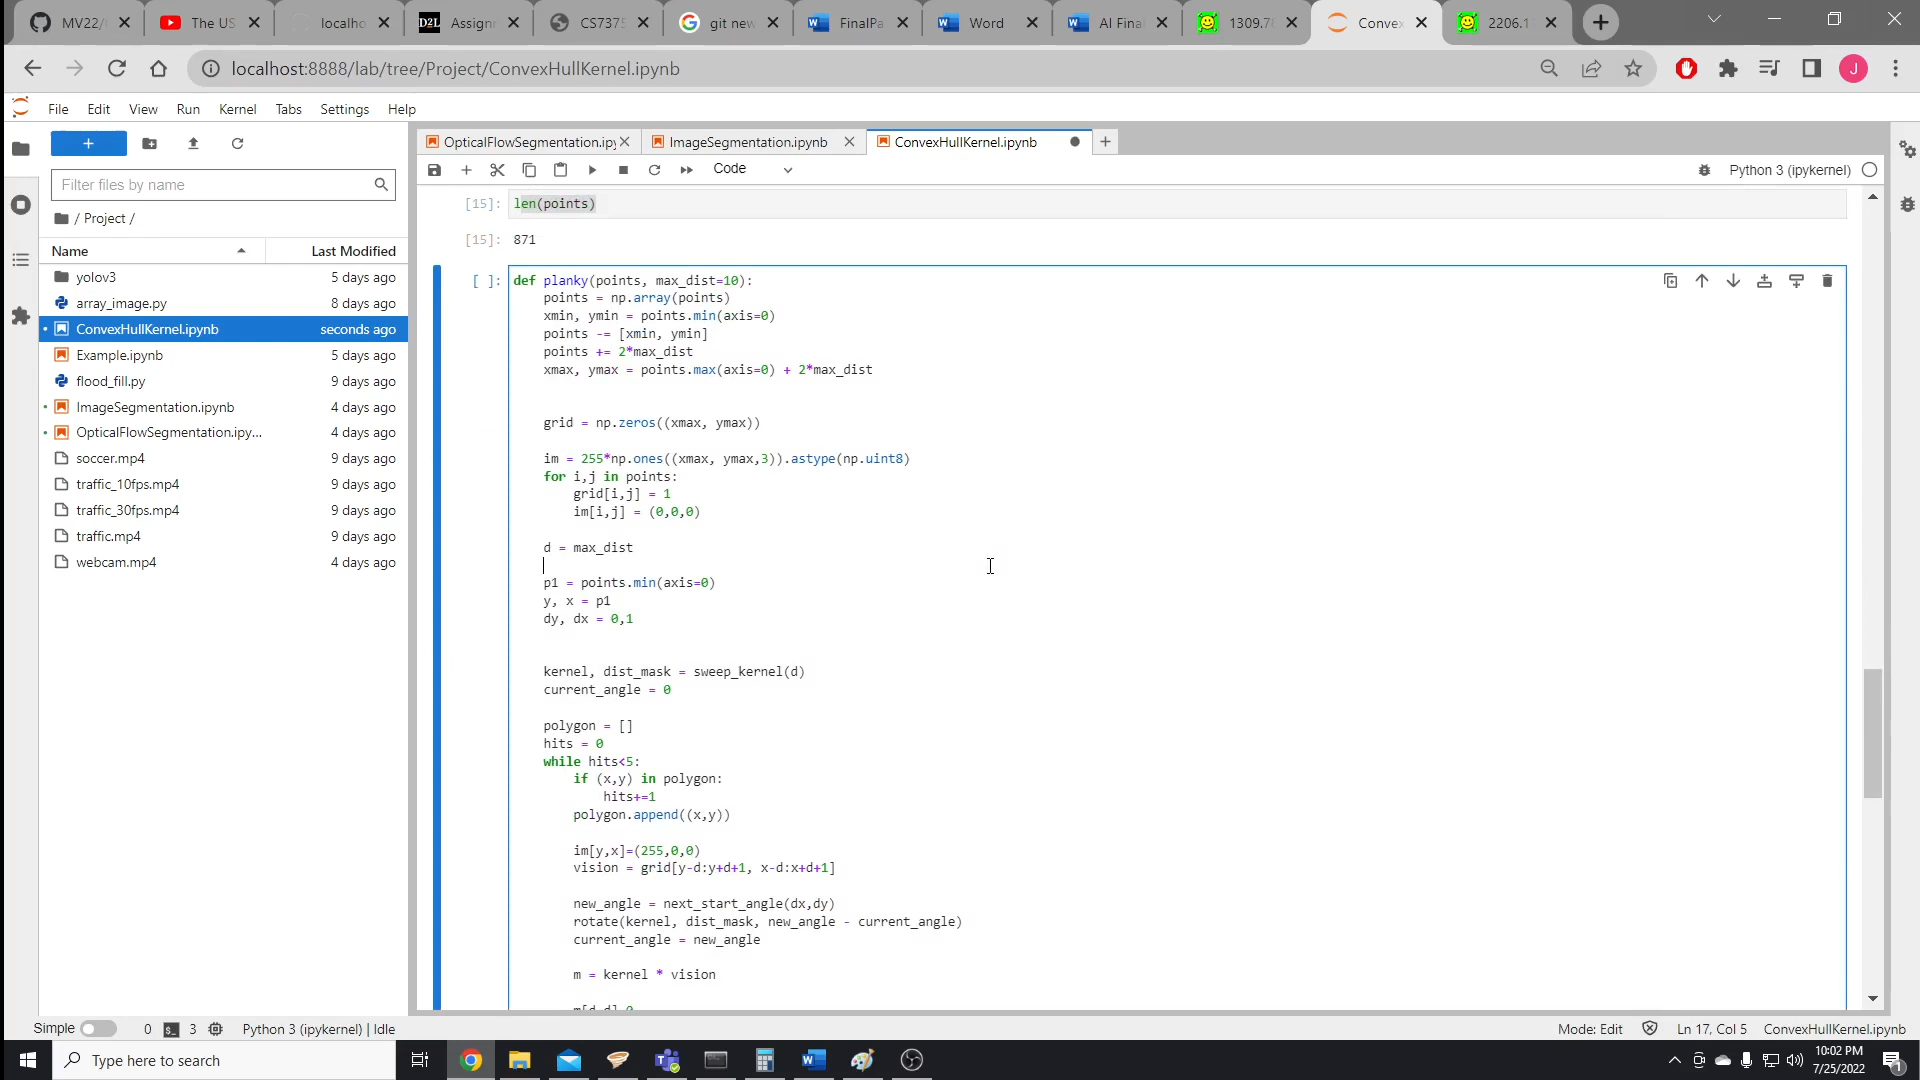 MV22/ The US localho D2L Assignr CS7375 git new FinalPa Word AI Fina 1309.7 Convex 2206.1
localhost:8888/lab/tree/Project/ConvexHullKernel.ipynb J
File Edit View Run Kernel Tabs Settings Help
OpticalFlowSegmentation.ipy ImageSegmentation.ipynb ConvexHullKernel.ipynb
Code Python 3 (ipykernel)
Filter files by name
/ Project /
Name Last Modified
yolov3 5 days ago
array_image.py 8 days ago
ConvexHullKernel.ipynb seconds ago
Example.ipynb 5 days ago
flood_fill.py 9 days ago
ImageSegmentation.ipynb 4 days ago
OpticalFlowSegmentation.ipy... 4 days ago
soccer.mp4 9 days ago
traffic_10fps.mp4 9 days ago
traffic_30fps.mp4 9 days ago
traffic.mp4 9 days ago
webcam.mp4 4 days ago
[15]: len(points)
[15]: 871
[ ]: def planky(points, max_dist=10):
points = np.array(points)
xmin, ymin = points.min(axis=0)
points -= [xmin, ymin]
points += 2*max_dist
xmax, ymax = points.max(axis=0) + 2*max_dist
grid = np.zeros((xmax, ymax))
im = 255*np.ones((xmax, ymax,3)).astype(np.uint8)
for i,j in points:
grid[i,j] = 1
im[i,j] = (0,0,0)
d = max_dist
p1 = points.min(axis=0)
y, x = p1
dy, dx = 0,1
kernel, dist_mask = sweep_kernel(d)
current_angle = 0
polygon = []
hits = 0
while hits<5:
if (x,y) in polygon:
hits+=1
polygon.append((x,y))
im[y,x]=(255,0,0)
vision = grid[y-d:y+d+1, x-d:x+d+1]
new_angle = next_start_angle(dx,dy)
rotate(kernel, dist_mask, new_angle - current_angle)
current_angle = new_angle
m = kernel * vision
Simple 0 3 Python 3 (ipykernel) | Idle Mode: Edit Ln 17, Col 5 ConvexHullKernel.ipynb
Type here to search
10:02 PM
7/25/2022
1